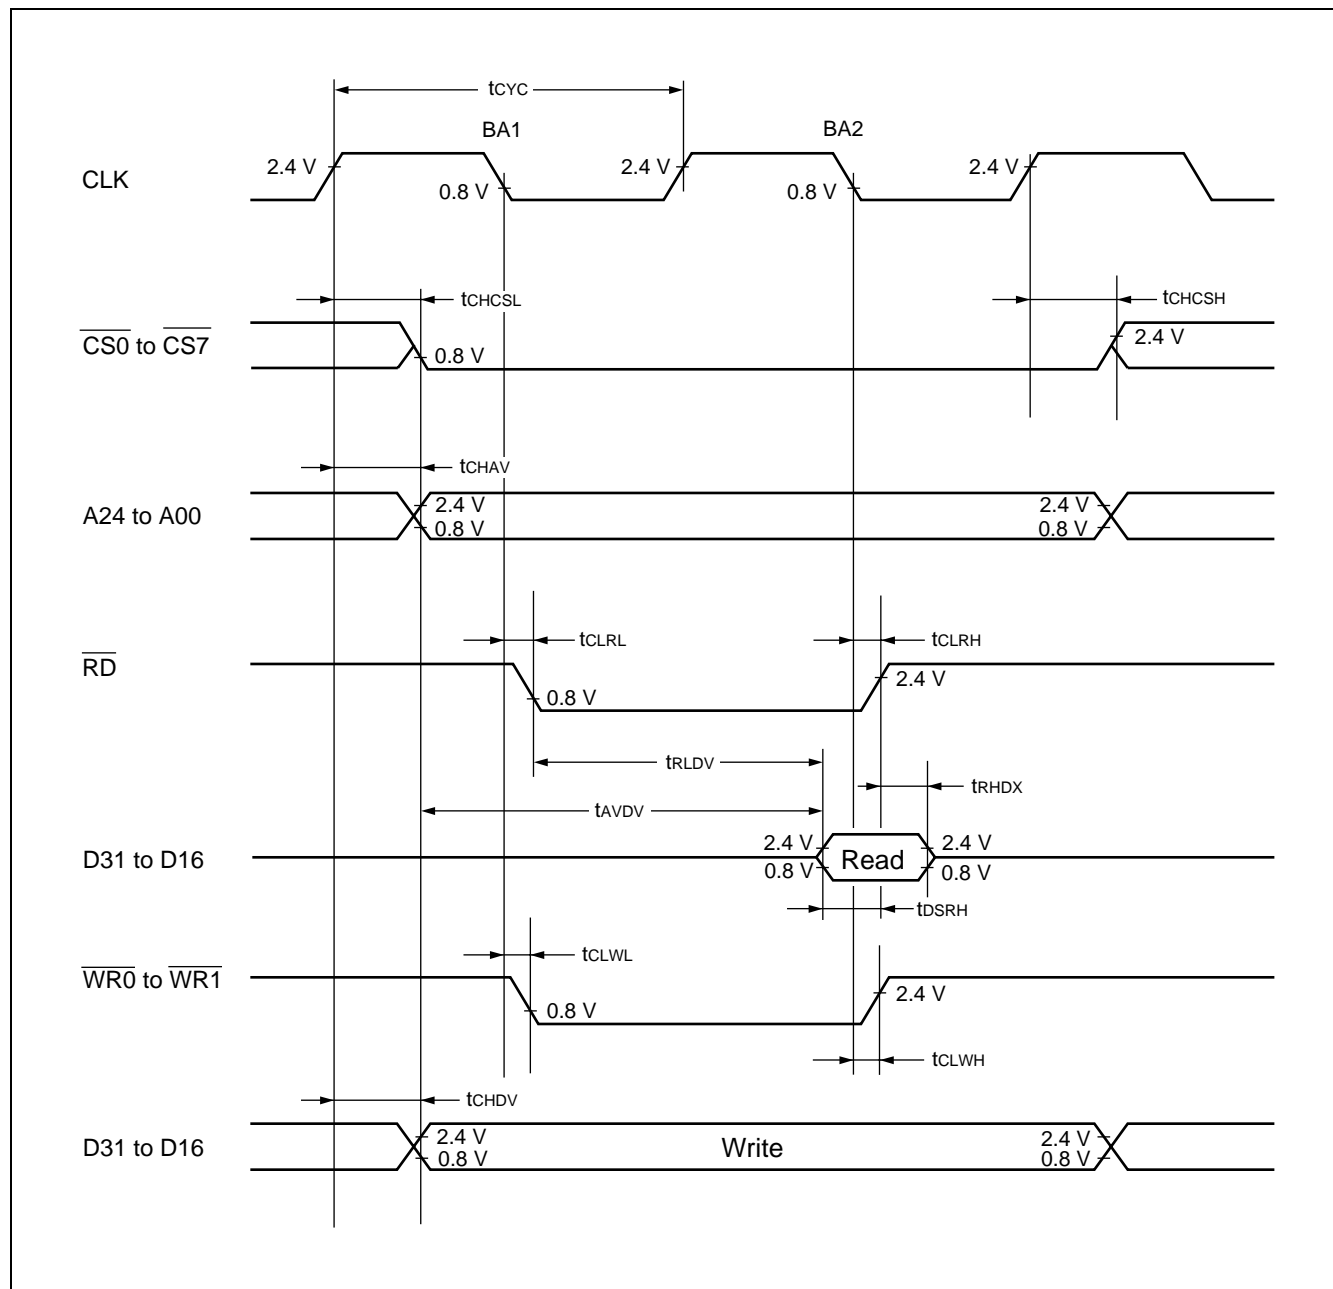 tCYC
BA1
BA2
CLK
2.4 V
0.8 V
2.4 V
0.8 V
2.4 V
tCHCSL
tCHCSH
CS0 to CS7
0.8 V
2.4 V
tCHAV
A24 to A00
2.4 V
0.8 V
2.4 V
0.8 V
tCLRL
tCLRH
RD
0.8 V
2.4 V
tRLDV
tRHDX
tAVDV
D31 to D16
2.4 V
0.8 V
Read
2.4 V
0.8 V
tDSRH
tCLWL
WR0 to WR1
0.8 V
2.4 V
tCLWH
tCHDV
D31 to D16
2.4 V
0.8 V
Write
2.4 V
0.8 V